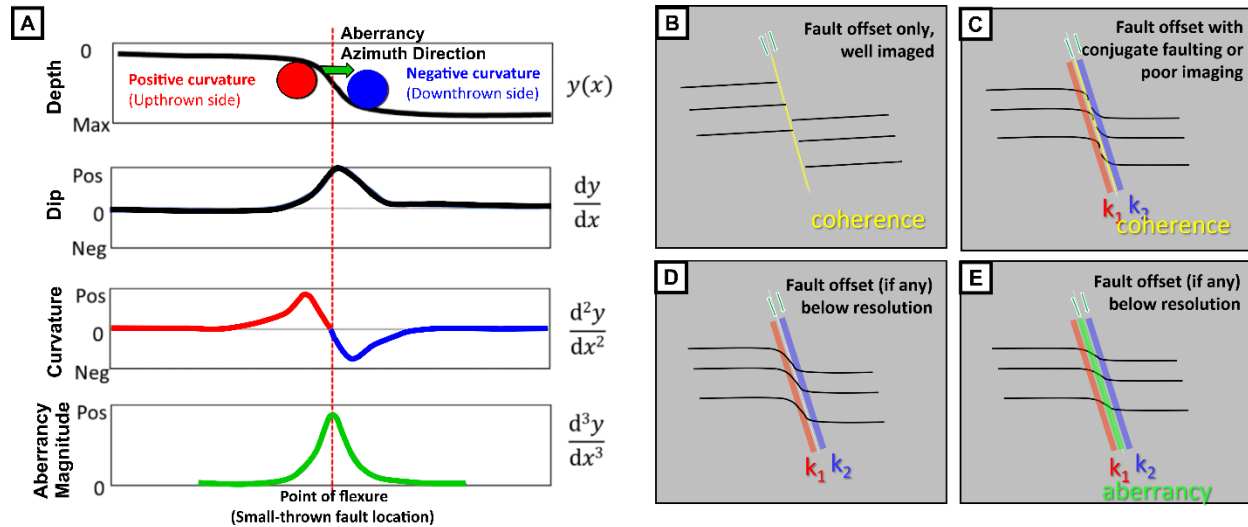 A
Aberrancy
Azimuth Direction
Depth
0
Max
Positive curvature
(Upthrown side)
Negative curvature
(Downthrown side)
y(x)
Dip
Pos
0
Neg
dy
dx
Curvature
Pos
0
Neg
d²y
dx²
Aberrancy
Magnitude
Pos
0
d³y
dx³
Point of flexure
(Small-thrown fault location)
B
Fault offset only,
well imaged
coherence
C
Fault offset with
conjugate faulting or
poor imaging
k₁ k₂
coherence
D
Fault offset (if any)
below resolution
k₁ k₂
E
Fault offset (if any)
below resolution
k₁ k₂
aberrancy